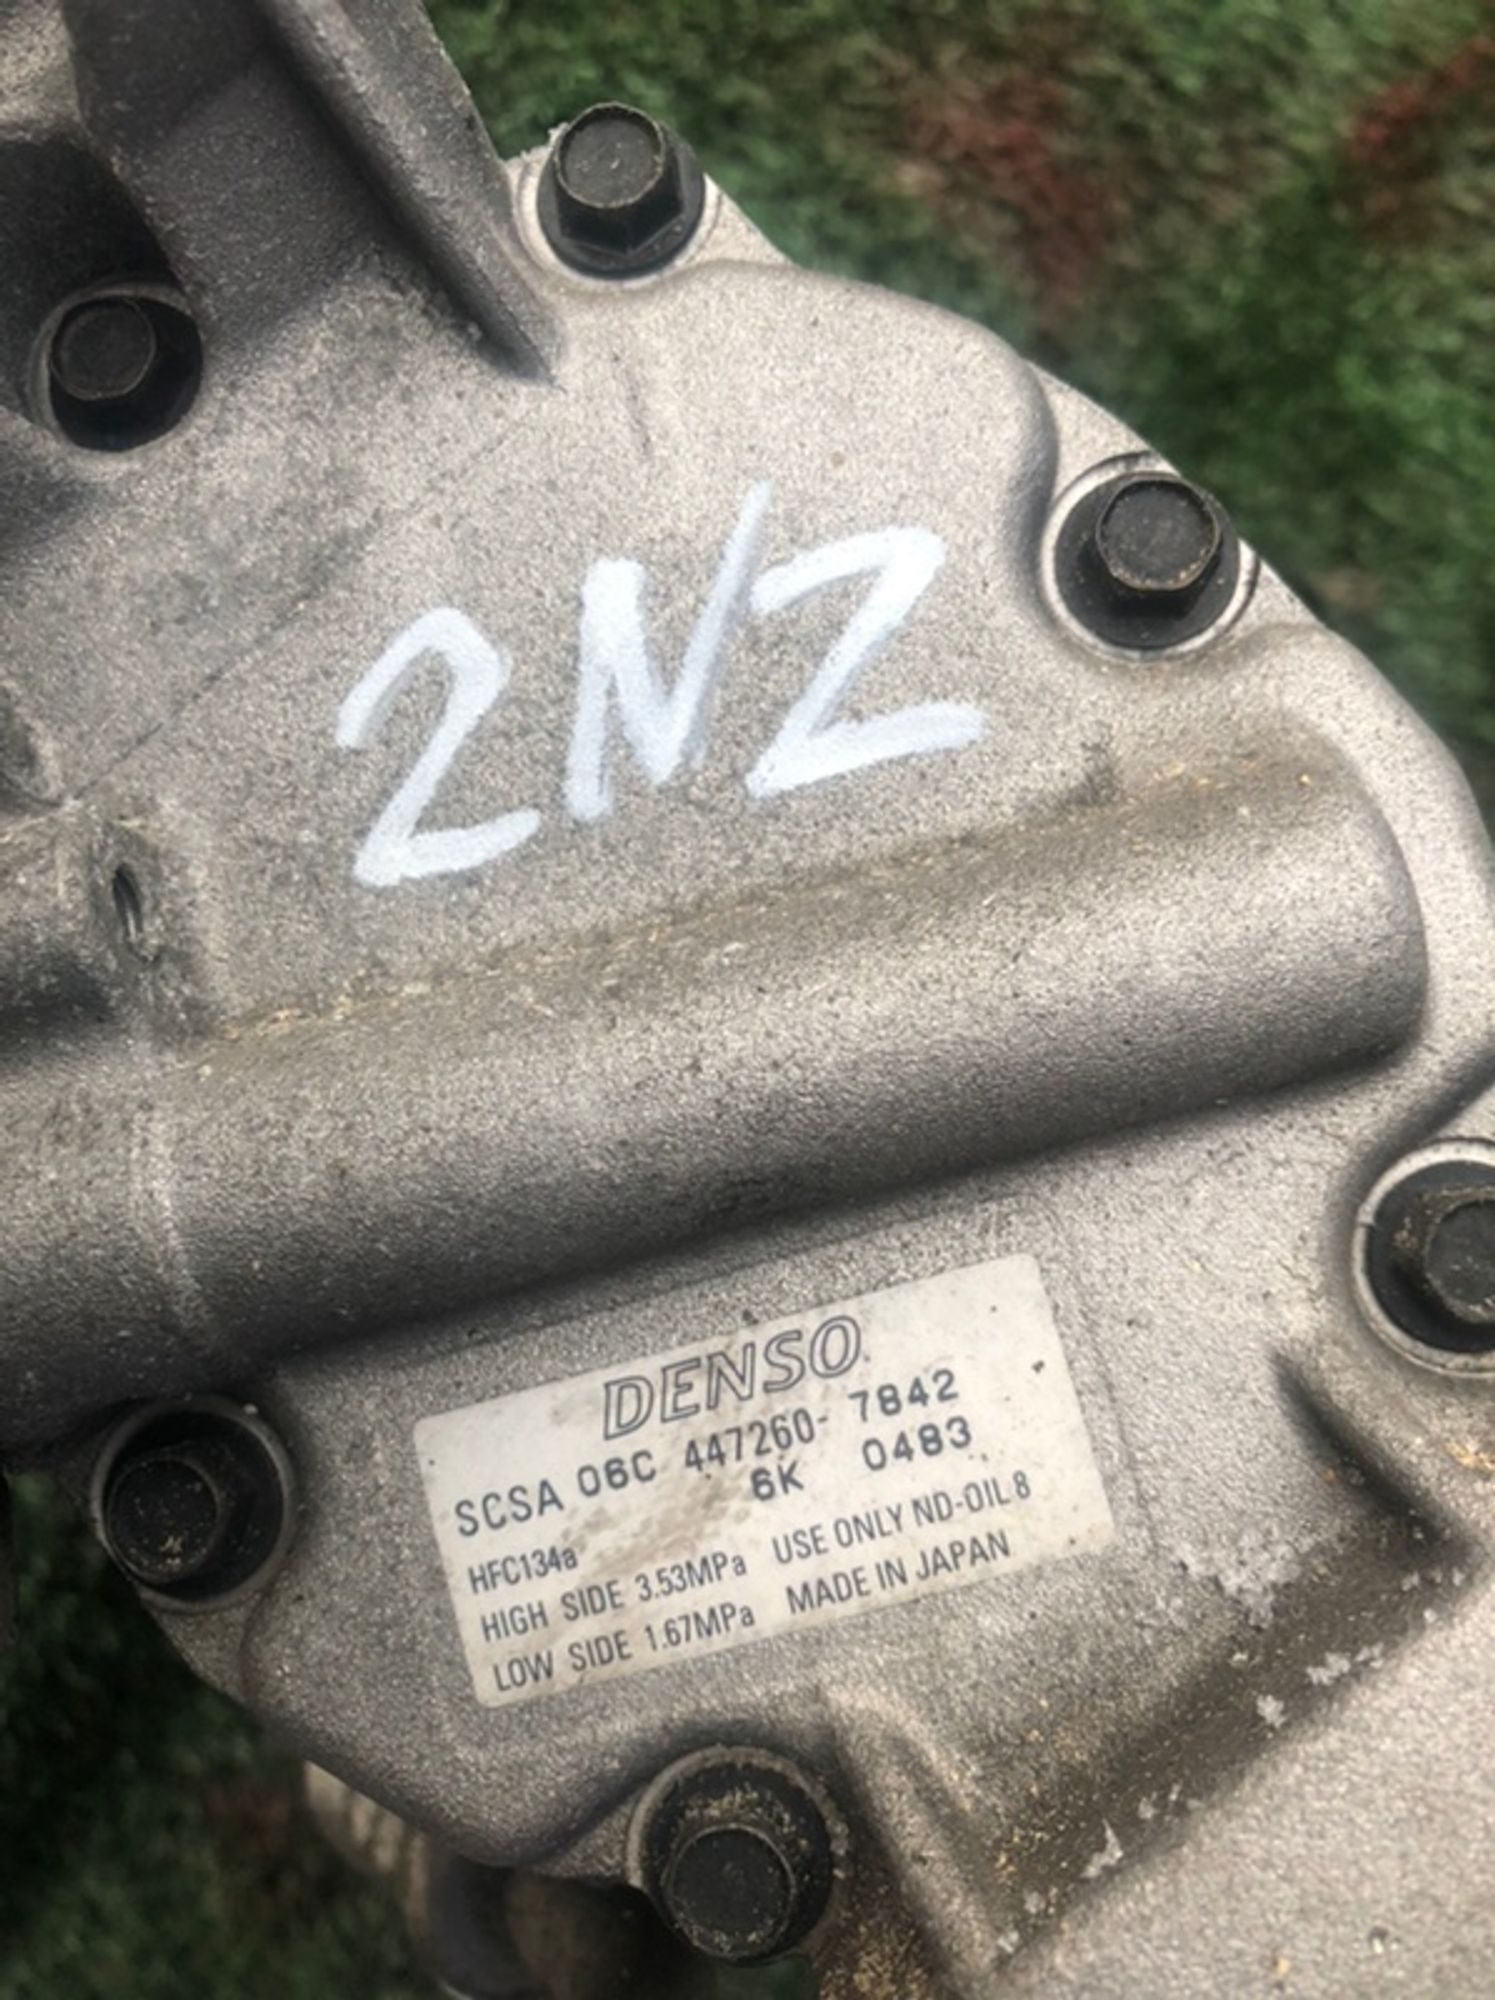 2NZ
DENSO
SCSA 06C 447260-7842
6K 0483
HFC134a
HIGH SIDE 3.53MPa USE ONLY ND-OIL 8
LOW SIDE 1.67MPa MADE IN JAPAN